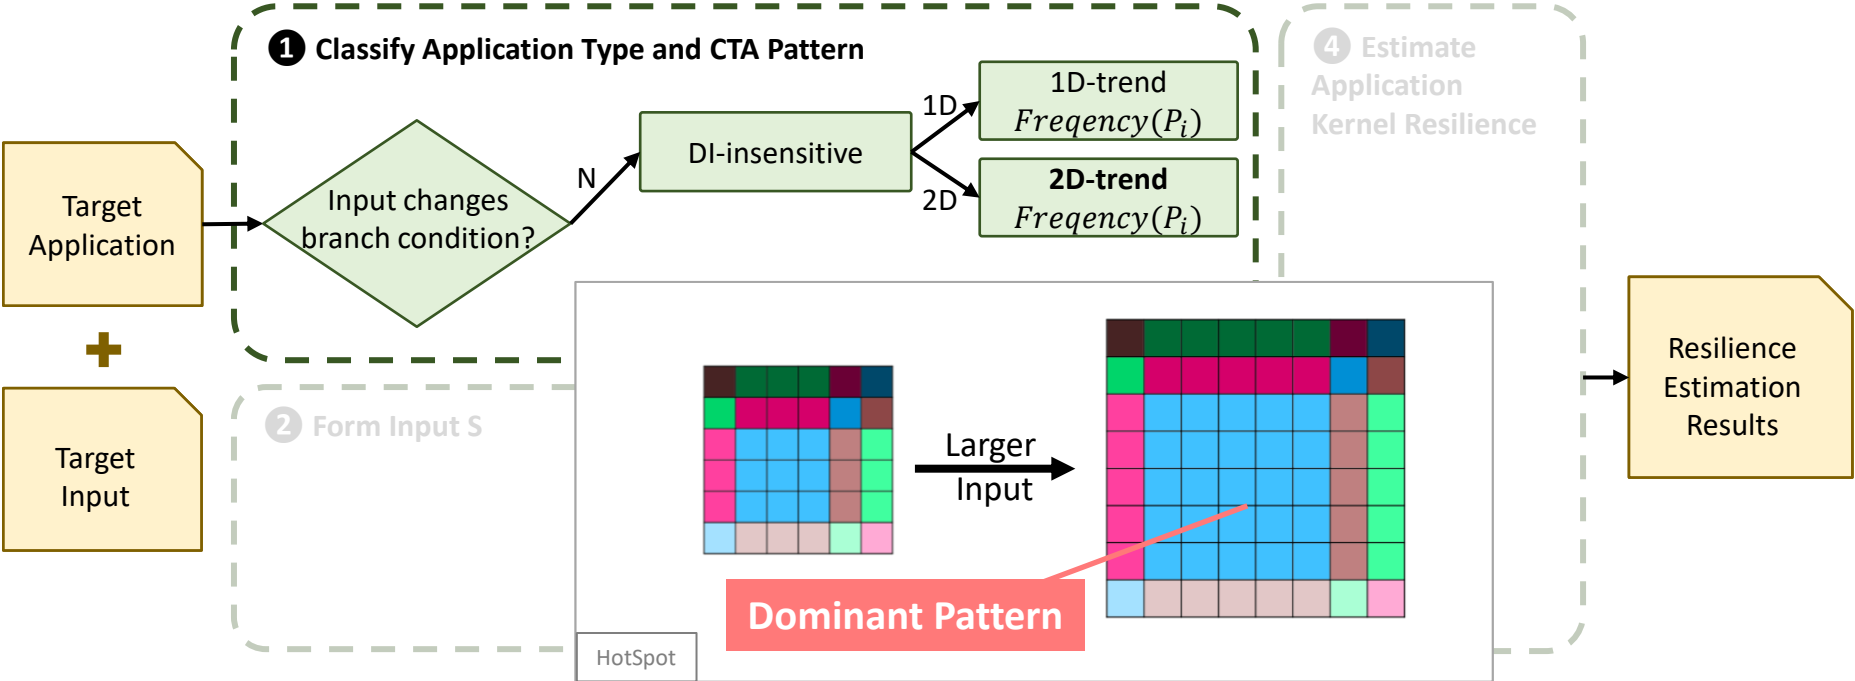 ❶ Classify Application Type and CTA Pattern
Target
Application
Input changes
branch condition?
N
DI-insensitive
1D
2D
1D-trend
Freqency(P_i)
2D-trend
Freqency(P_i)
❹ Estimate
Application
Kernel Resilience
+
Target
Input
❷ Form Input S
Larger
Input
Dominant Pattern
HotSpot
Resilience
Estimation
Results